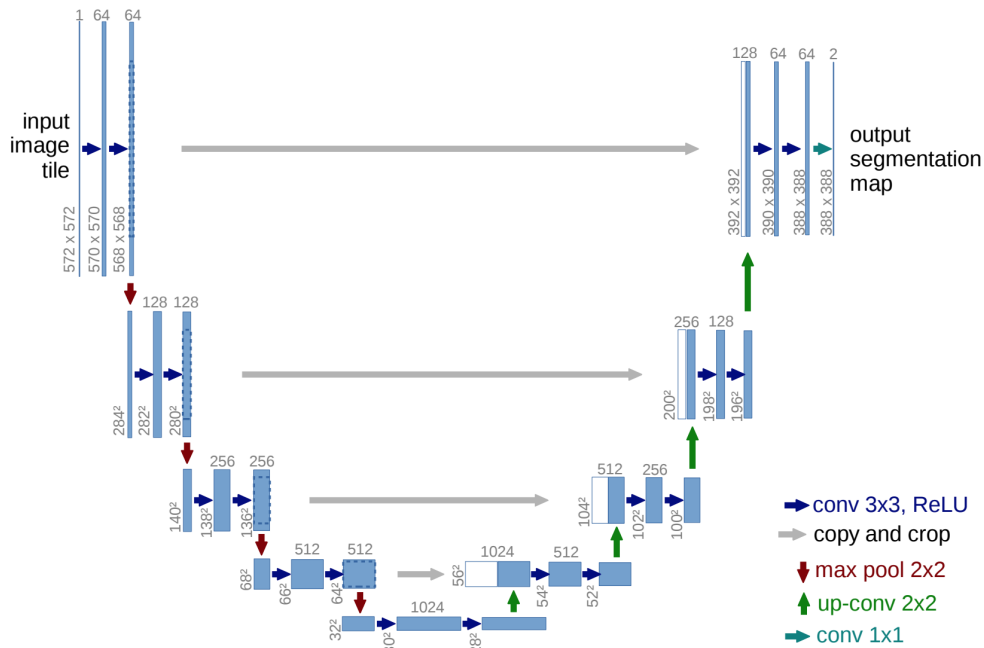 1
64
64
input
image
tile
572 x 572
570 x 570
568 x 568
128
64
64
2
output
segmentation
map
392 x 392
390 x 390
388 x 388
388 x 388
128
128
284²
282²
280²
256
128
200²
198²
196²
256
256
140²
138²
136²
512
256
104²
102²
100²
512
512
68²
66²
64²
1024
512
56²
54²
52²
1024
32²
conv 3x3, ReLU
copy and crop
max pool 2x2
up-conv 2x2
conv 1x1